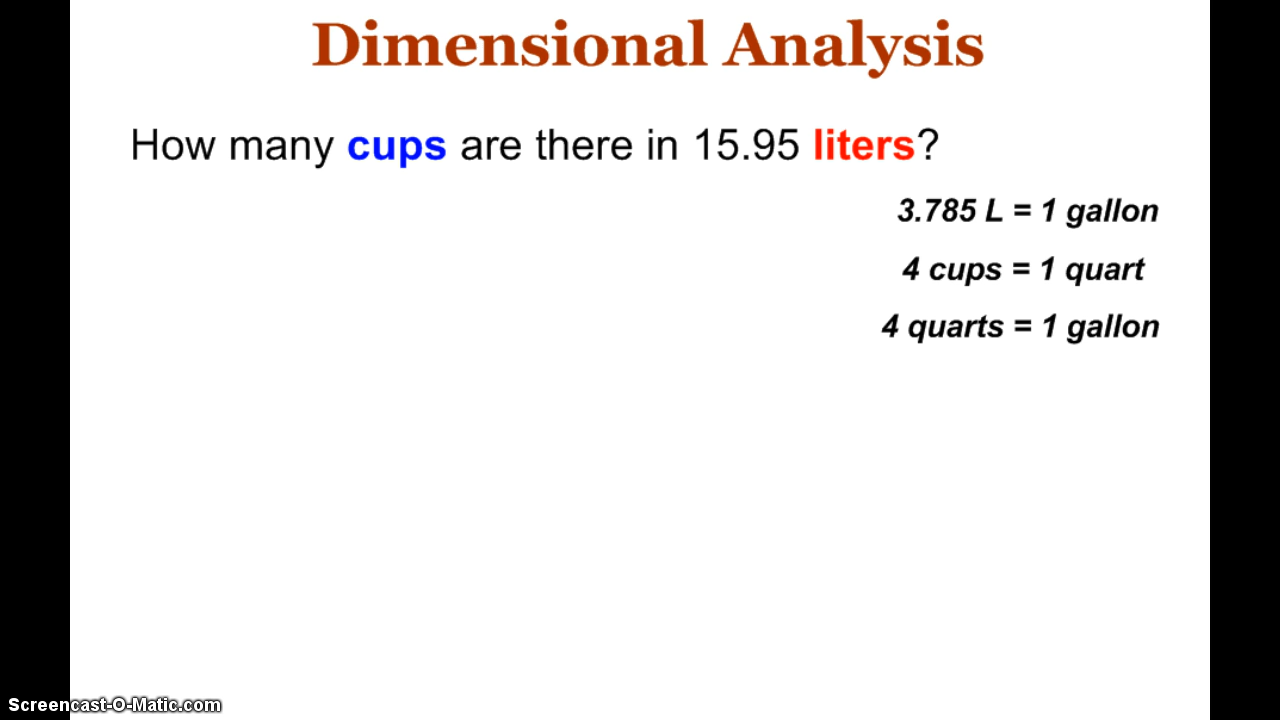 Dimensional Analysis
How many cups are there in 15.95 liters?
3.785 L = 1 gallon
4 cups = 1 quart
4 quarts = 1 gallon
Screencast-O-Matic.com